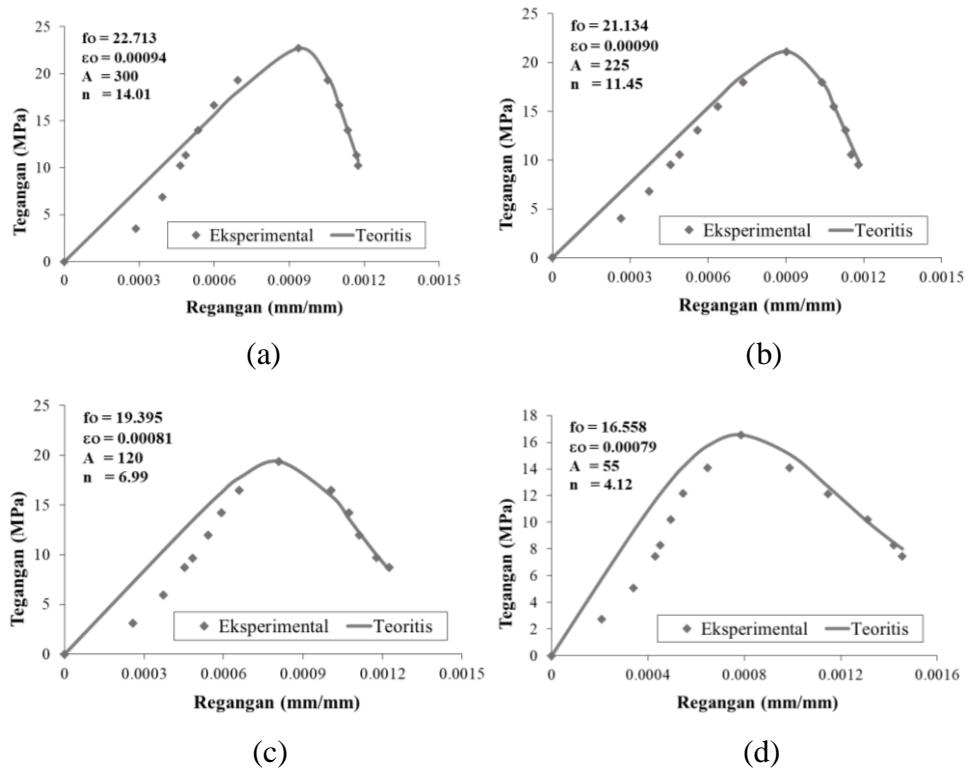 fo = 22.713
εo = 0.00094
A = 300
n = 14.01
Tegangan (MPa)
25
20
15
10
5
0
0 0.0003 0.0006 0.0009 0.0012 0.0015
Regangan (mm/mm)
Eksperimental Teoritis
(a)
fo = 21.134
εo = 0.00090
A = 225
n = 11.45
Tegangan (MPa)
25
20
15
10
5
0
0 0.0003 0.0006 0.0009 0.0012 0.0015
Regangan (mm/mm)
Eksperimental Teoritis
(b)
fo = 19.395
εo = 0.00081
A = 120
n = 6.99
Tegangan (MPa)
25
20
15
10
5
0
0 0.0003 0.0006 0.0009 0.0012 0.0015
Regangan (mm/mm)
Eksperimental Teoritis
(c)
fo = 16.558
εo = 0.00079
A = 55
n = 4.12
Tegangan (MPa)
18
16
14
12
10
8
6
4
2
0
0 0.0004 0.0008 0.0012 0.0016
Regangan (mm/mm)
Eksperimental Teoritis
(d)